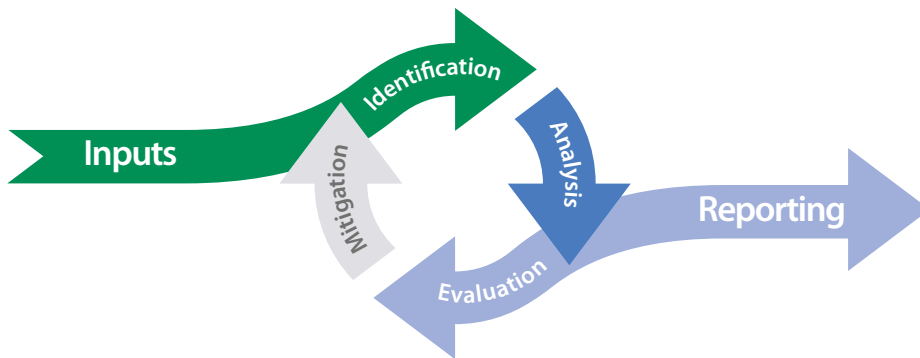 Inputs
Identification
Analysis
Evaluation
Mitigation
Reporting